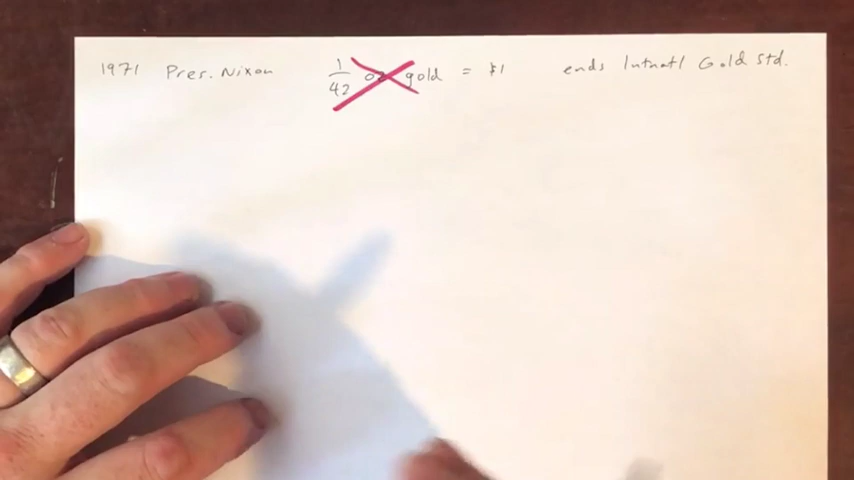 1971 Pres. Nixon 1/42 oz gold = $1 ends Intnatl Gold Std.